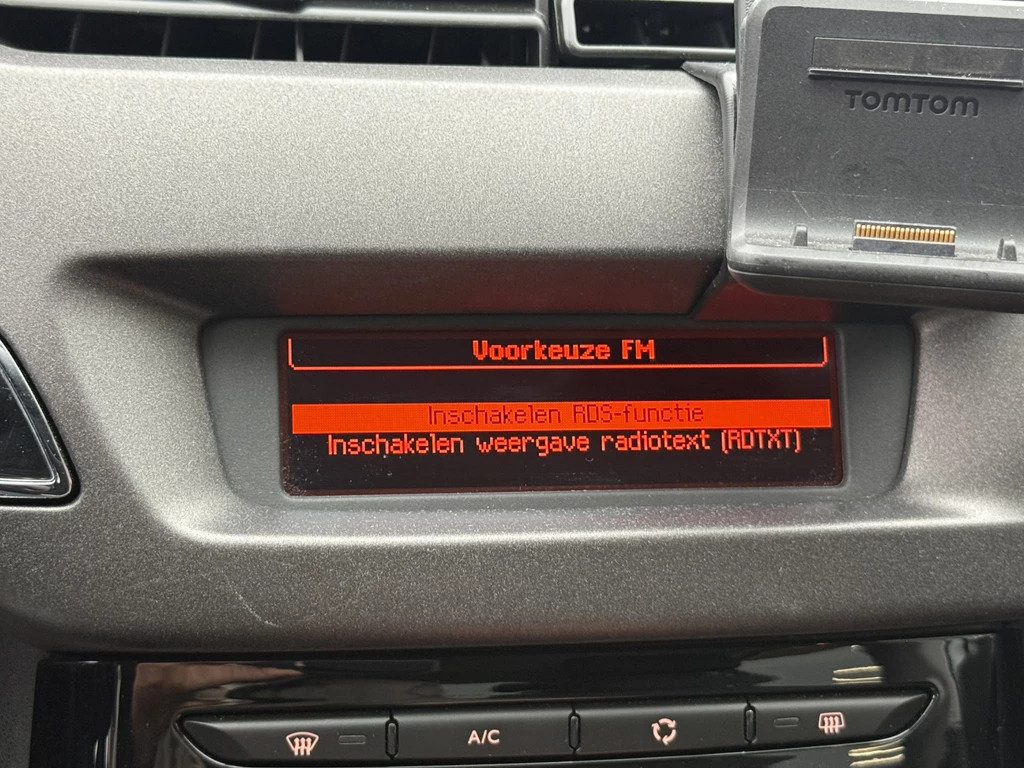 TOMTOM
Voorkeuze FM
Inschakelen RDS-functie
Inschakelen weergave radiotext (RDTXT)
A/C